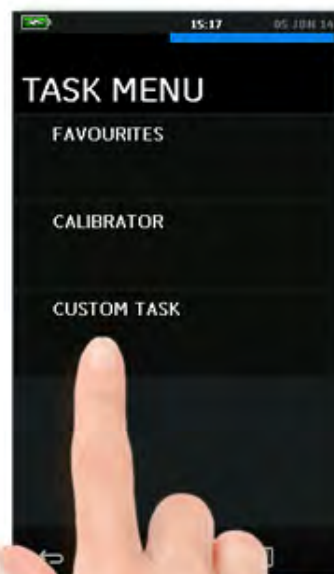 15:17 05 JUN 14
TASK MENU
FAVOURITES
CALIBRATOR
CUSTOM TASK